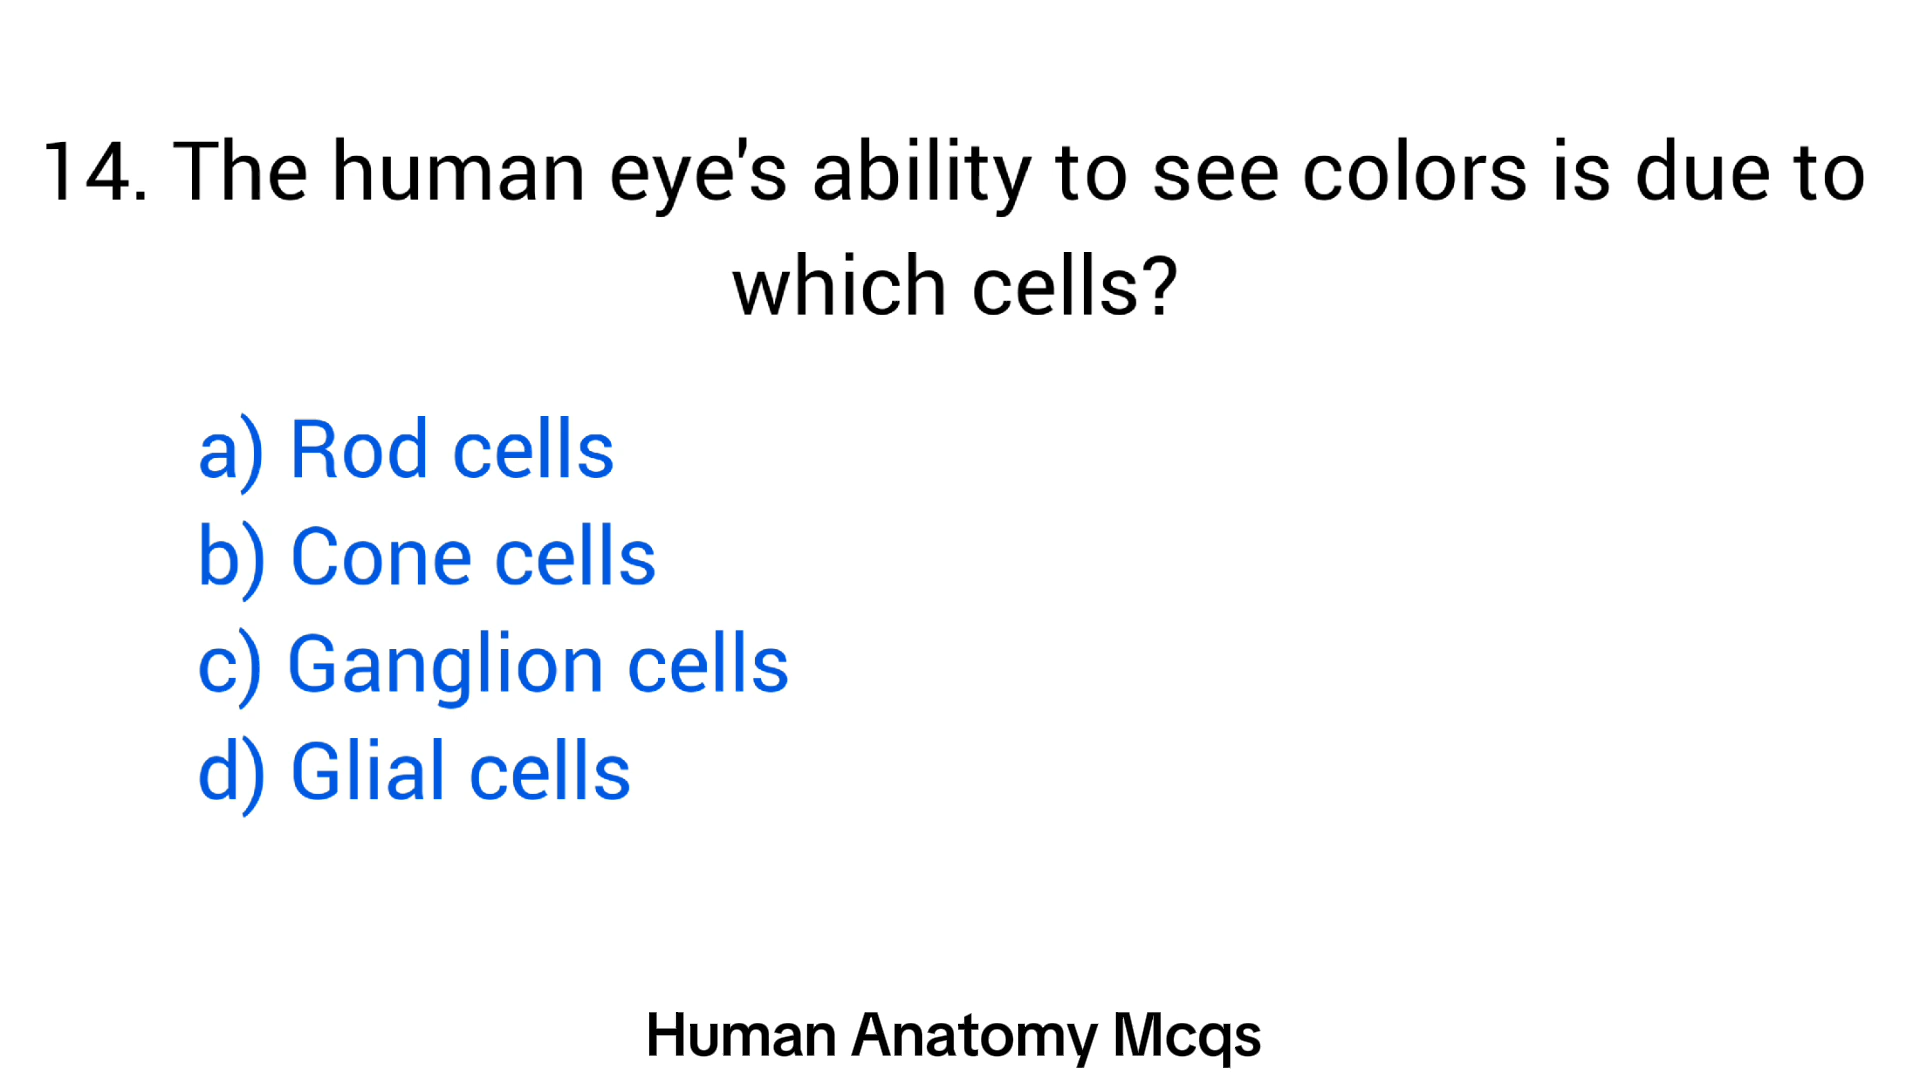 14. The human eye's ability to see colors is due to
which cells?
a) Rod cells
b) Cone cells
c) Ganglion cells
d) Glial cells
Human Anatomy Mcqs